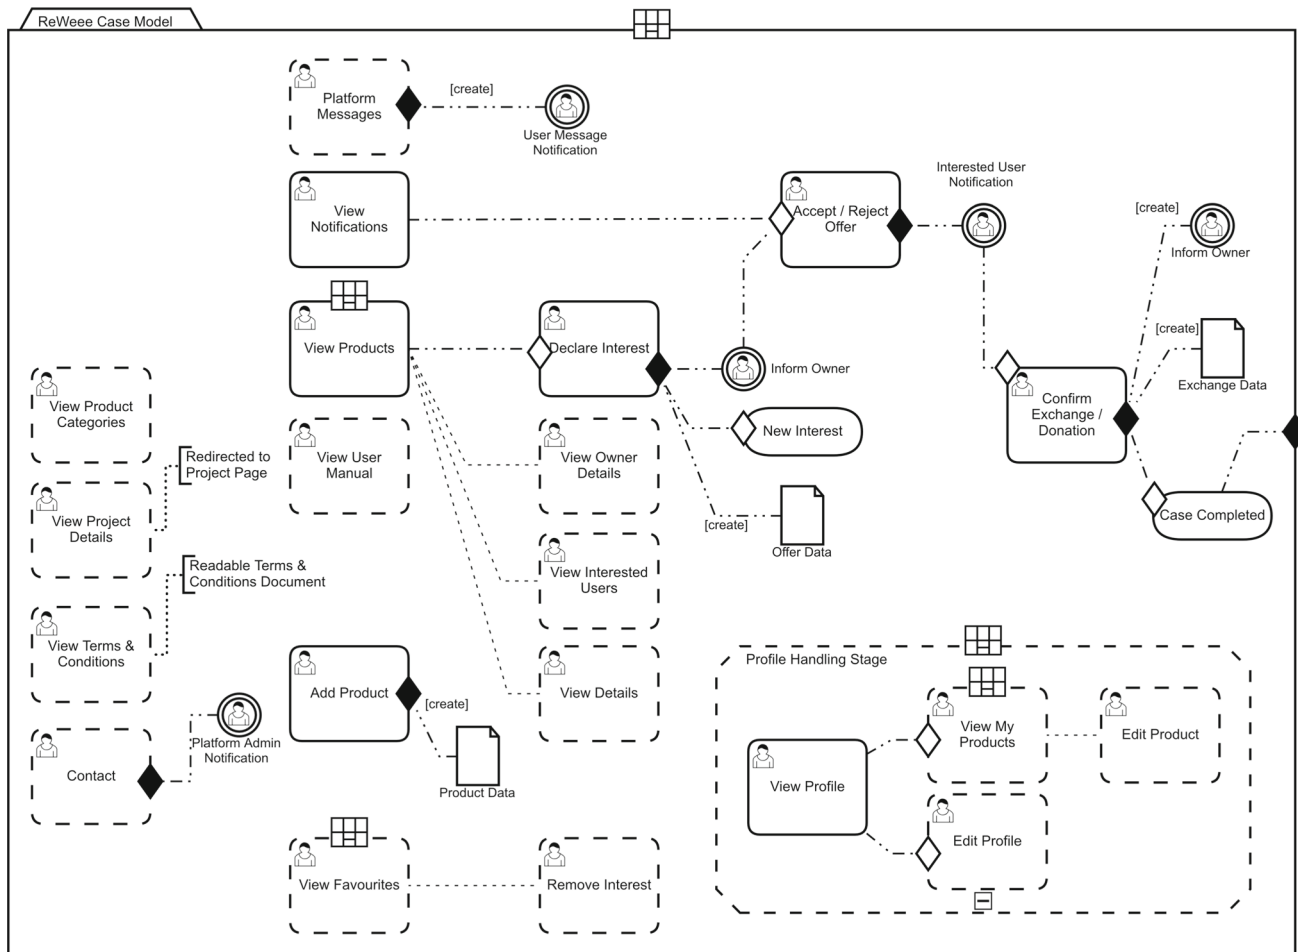 ReWeee Case Model
Platform
Messages
[create]
User Message
Notification
View
Notifications
Accept / Reject
Offer
Interested User
Notification
[create]
Inform Owner
View Products
Declare Interest
Inform Owner
[create]
Exchange Data
View Product
Categories
Redirected to
Project Page
View User
Manual
View Owner
Details
New Interest
Confirm
Exchange /
Donation
View Project
Details
[create]
Offer Data
Case Completed
Readable Terms &
Conditions Document
View Interested
Users
View Terms &
Conditions
Add Product
[create]
Product Data
View Details
Platform Admin
Notification
Contact
Profile Handling Stage
View My
Products
Edit Product
View Profile
Edit Profile
View Favourites
Remove Interest